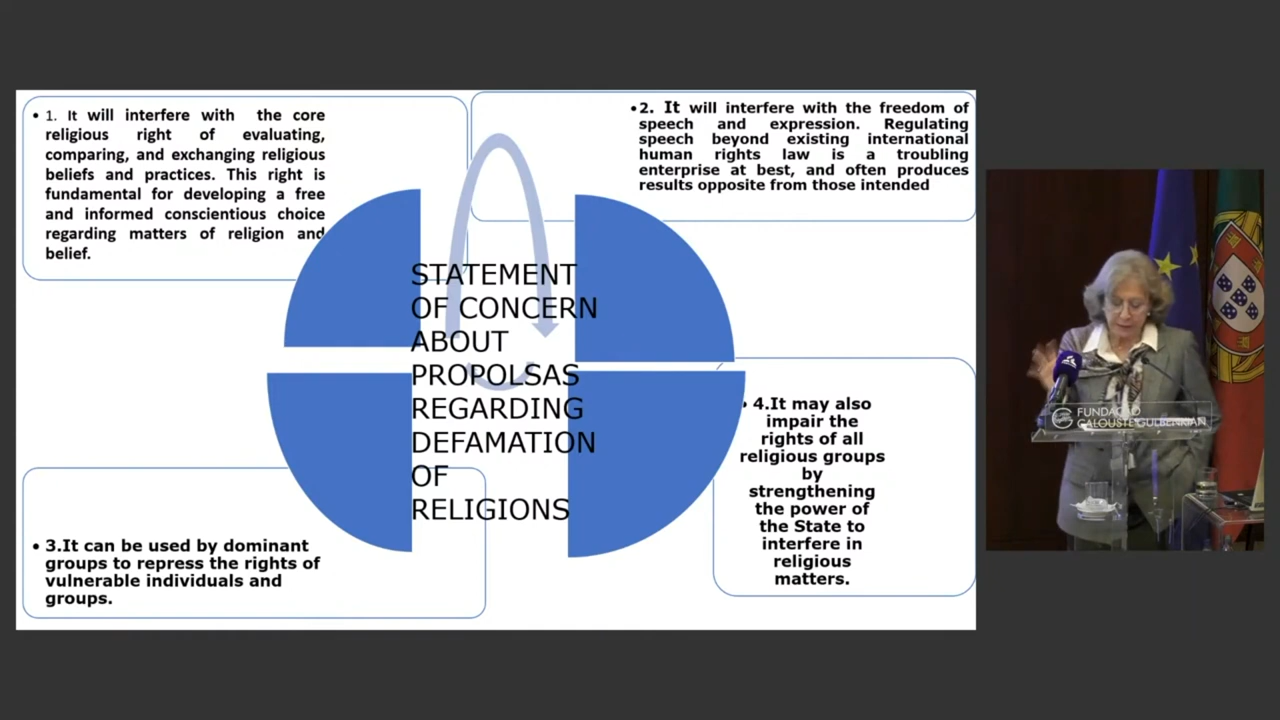 • 1. It will interfere with the core
religious right of evaluating,
comparing, and exchanging religious
beliefs and practices. This right is
fundamental for developing a free
and informed conscientious choice
regarding matters of religion and
belief.
•2. It will interfere with the freedom of
speech and expression. Regulating
speech beyond existing international
human rights law is a troubling
enterprise at best, and often produces
results opposite from those intended
STATEMENT
OF CONCERN
ABOUT
PROPOLSAS
REGARDING
DEFAMATION
OF
RELIGIONS
• 3.It can be used by dominant
groups to repress the rights of
vulnerable individuals and
groups.
• 4.It may also
impair the
rights of all
religious groups
by
strengthening
the power of
the State to
interfere in
religious
matters.
FUNDAÇÃO
CALOUSTE GULBENKIAN